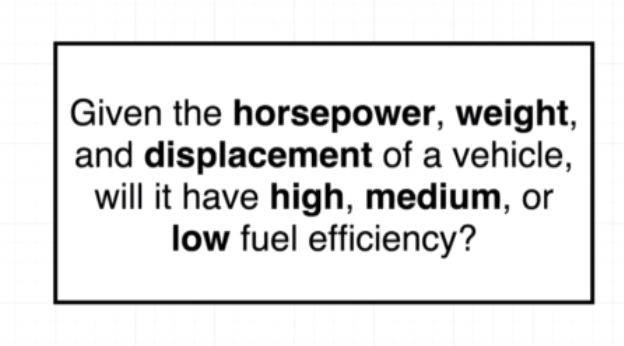 Given the horsepower, weight,
and displacement of a vehicle,
will it have high, medium, or
low fuel efficiency?